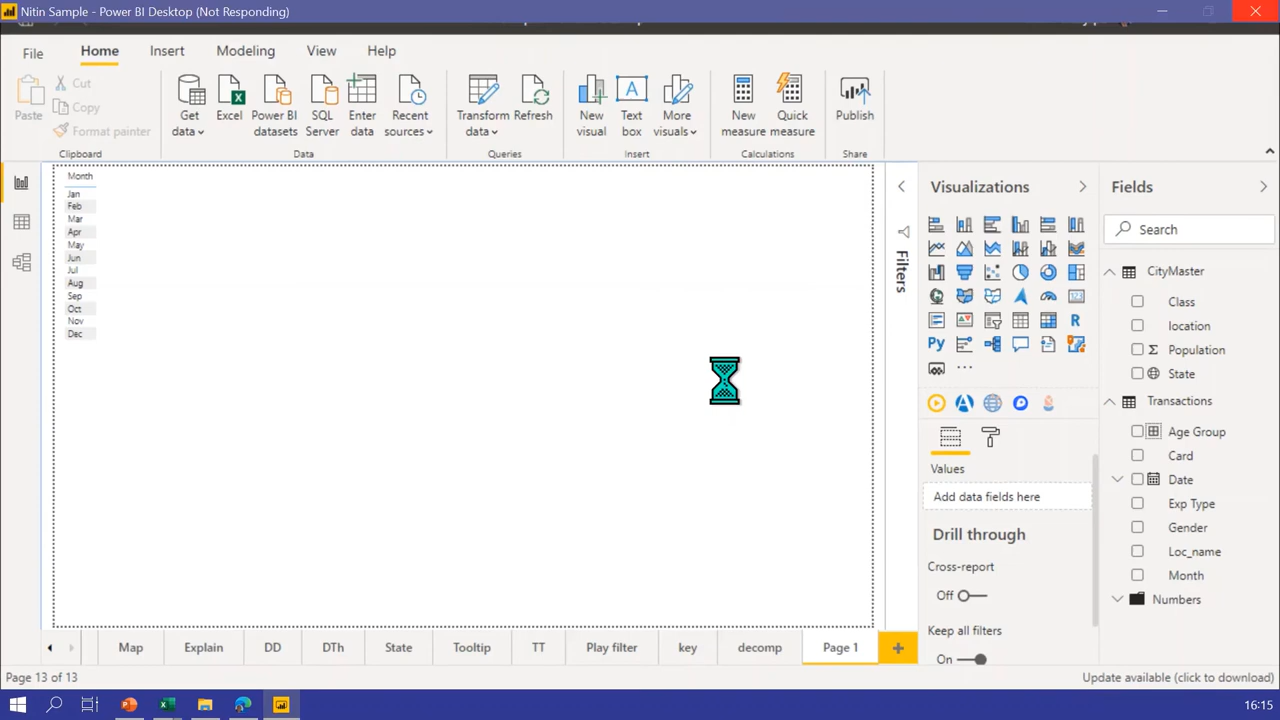 Nitin Sample - Power BI Desktop (Not Responding)
File Home Insert Modeling View Help
Paste
Cut
Copy
Format painter
Clipboard
Get data
Excel
Power BI datasets
SQL Server
Enter data
Recent sources
Data
Transform data
Refresh
Queries
New visual
Text box
More visuals
Insert
New measure
Quick measure
Calculations
Publish
Share
Month
Jan
Feb
Mar
Apr
May
Jun
Jul
Aug
Sep
Oct
Nov
Dec
Filters
Visualizations
R
Py
Values
Add data fields here
Drill through
Cross-report
Off
Keep all filters
On
Fields
Search
CityMaster
Class
location
Σ Population
State
Transactions
Age Group
Card
Date
Exp Type
Gender
Loc_name
Month
Numbers
Map Explain DD DTh State Tooltip TT Play filter key decomp Page 1 +
Page 13 of 13
Update available (click to download)
16:15